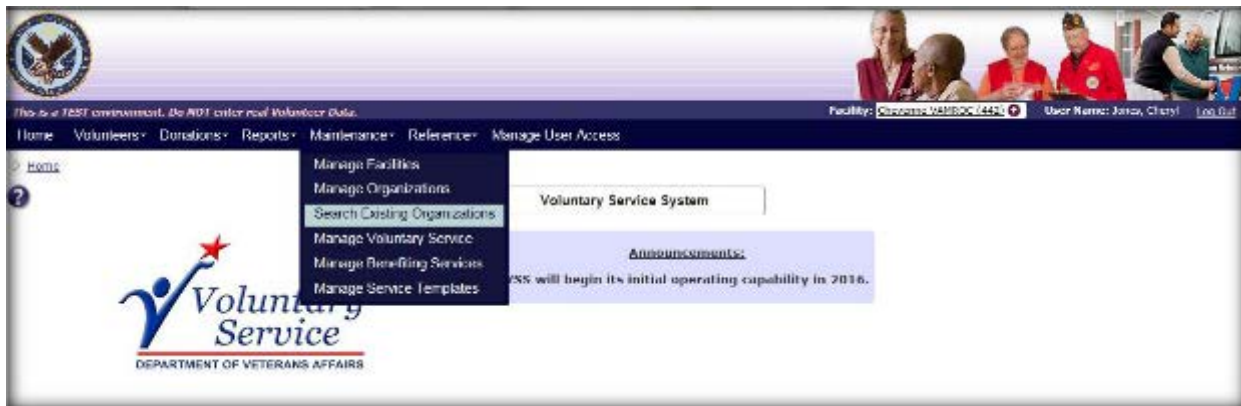 This is a TEST environment. Do NOT enter real Volunteer Data.
Facility: Cheyenne VAMROC (442) User Name: Jones, Cheryl Log Out
Home Volunteers Donations Reports Maintenance Reference Manage User Access
Home
Manage Facilities
Manage Organizations
Search Existing Organizations
Manage Voluntary Service
Manage Benefiting Services
Manage Service Templates
Voluntary Service System
Announcements:
VSS will begin its initial operating capability in 2016.
Voluntary
Service
DEPARTMENT OF VETERANS AFFAIRS